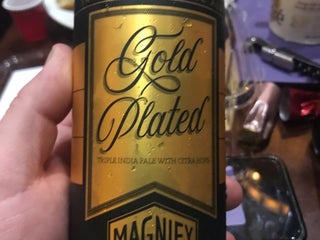 Gold
Plated
TRIPLE INDIA PALE WITH CITRA HOPS
MAGNIFY